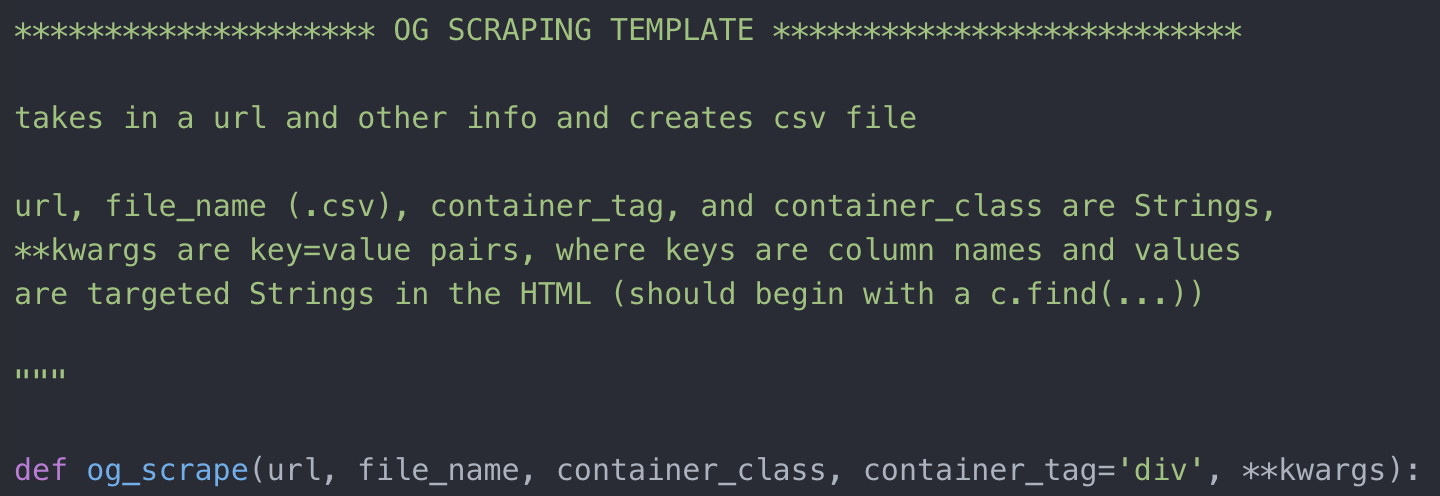 ******************** OG SCRAPING TEMPLATE **************************
takes in a url and other info and creates csv file
url, file_name (.csv), container_tag, and container_class are Strings,
**kwargs are key=value pairs, where keys are column names and values
are targeted Strings in the HTML (should begin with a c.find(...))
"""
def og_scrape(url, file_name, container_class, container_tag='div', **kwargs):